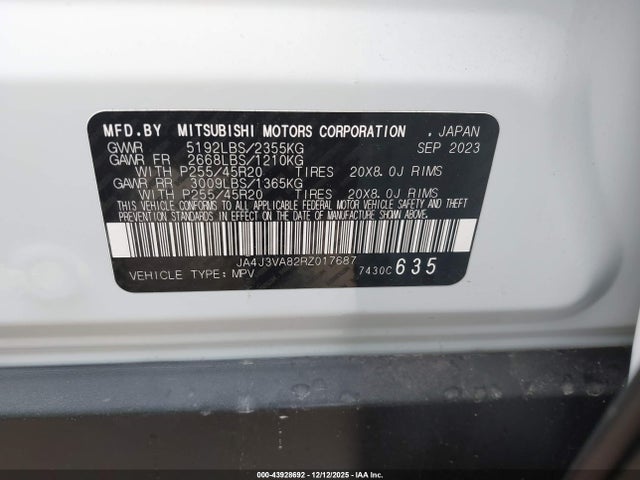 MFD.BY MITSUBISHI MOTORS CORPORATION . JAPAN
GVWR 5192LBS/2355KG SEP 2023
GAWR FR 2668LBS/1210KG
WITH P255/45R20 TIRES 20X8.0J RIMS
GAWR RR 3009LBS/1365KG
WITH P255/45R20 TIRES 20X8.0J RIMS
THIS VEHICLE CONFORMS TO ALL APPLICABLE FEDERAL MOTOR VEHICLE SAFETY AND THEFT
PREVENTION STANDARDS IN EFFECT ON THE DATE OF MANUFACTURE SHOWN ABOVE.
JA4J3VA82RZ017687
VEHICLE TYPE: MPV 7430C 635
000-43928692 - 12/12/2025 - IAAI, Inc.